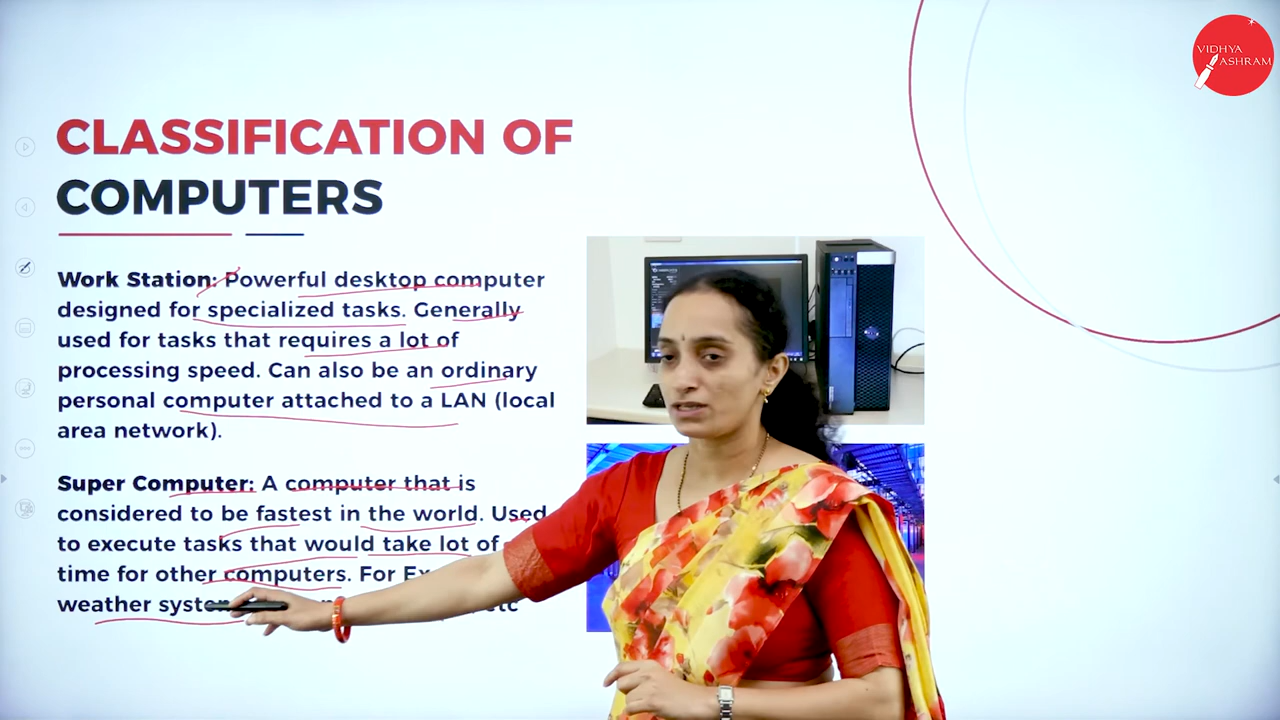 VIDHYA
ASHRAM
CLASSIFICATION OF
COMPUTERS
Work Station: Powerful desktop computer
designed for specialized tasks. Generally
used for tasks that requires a lot of
processing speed. Can also be an ordinary
personal computer attached to a LAN (local
area network).
Super Computer: A computer that is
considered to be fastest in the world. Used
to execute tasks that would take lot of
time for other computers. For
weather etc